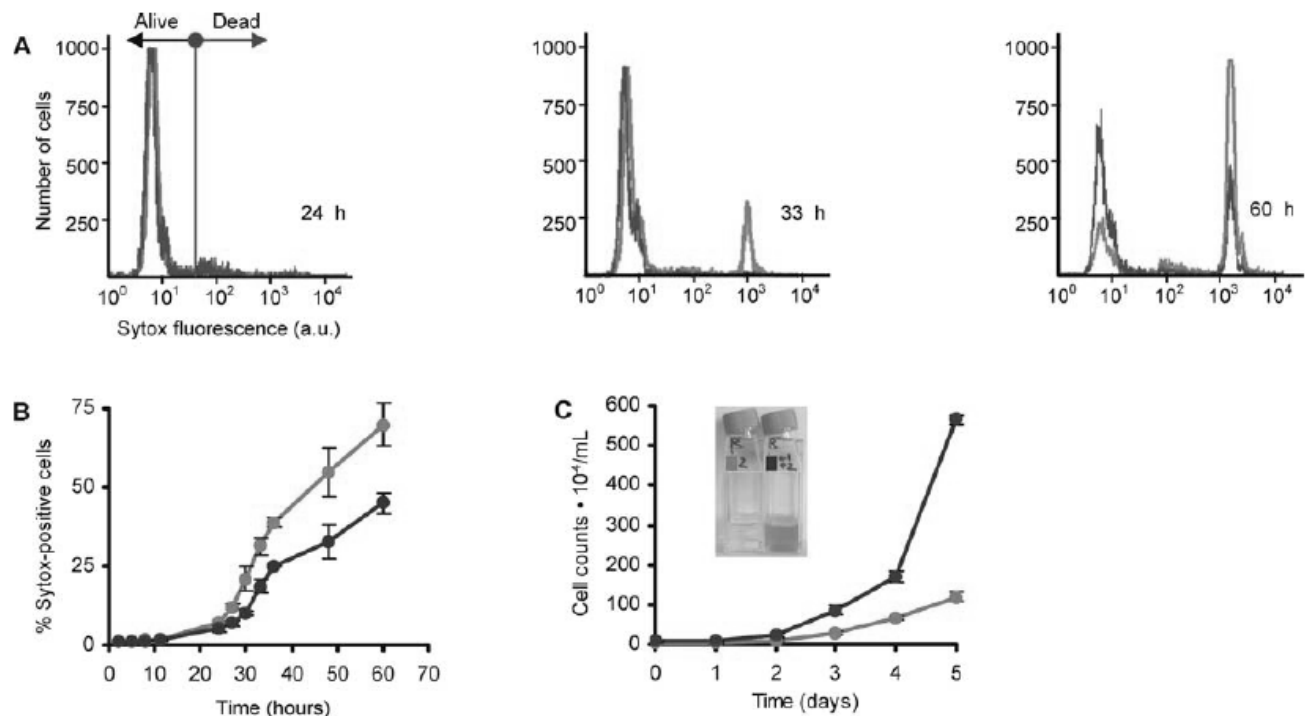 Alive Dead
A
1000
750
500
250
Number of cells
24 h
10⁰ 10¹ 10² 10³ 10⁴
Sytox fluorescence (a.u.)
1000
750
500
250
33 h
10⁰ 10¹ 10² 10³ 10⁴
1000
750
500
250
60 h
10⁰ 10¹ 10² 10³ 10⁴
B
75
50
25
0
% Sytox-positive cells
0 10 20 30 40 50 60 70
Time (hours)
C
600
500
400
300
200
100
0
Cell counts • 10⁴/mL
R
2
R
0 1 2 3 4 5
Time (days)